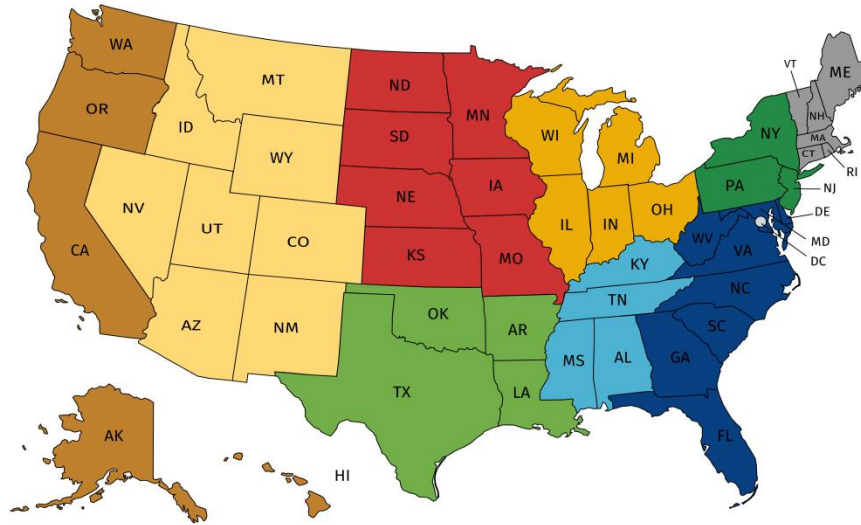 WA
MT
ND
MN
VT
ME
OR
ID
SD
WI
MI
NY
NH
MA
CT
RI
WY
NE
IA
PA
NJ
NV
UT
CO
IL
IN
OH
DE
MD
DC
CA
KS
MO
WV
VA
KY
NC
AZ
NM
OK
AR
TN
SC
MS
AL
GA
TX
LA
FL
AK
HI